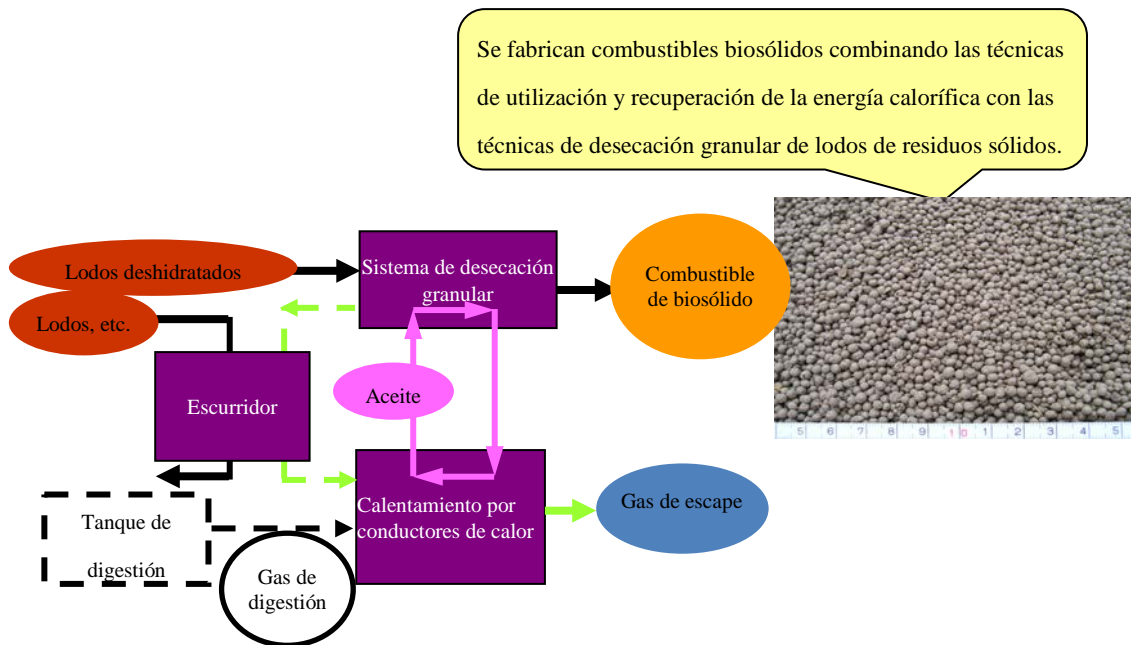 Se fabrican combustibles biosólidos combinando las técnicas
de utilización y recuperación de la energía calorífica con las
técnicas de desecación granular de lodos de residuos sólidos.
Lodos deshidratados
Sistema de desecación
granular
Combustible
de biosólido
Lodos, etc.
Escurridor
Aceite
5 6 7 8 9 10 1 2 3 4 5
Tanque de
digestión
Calentamiento por
conductores de calor
Gas de escape
Gas de
digestión